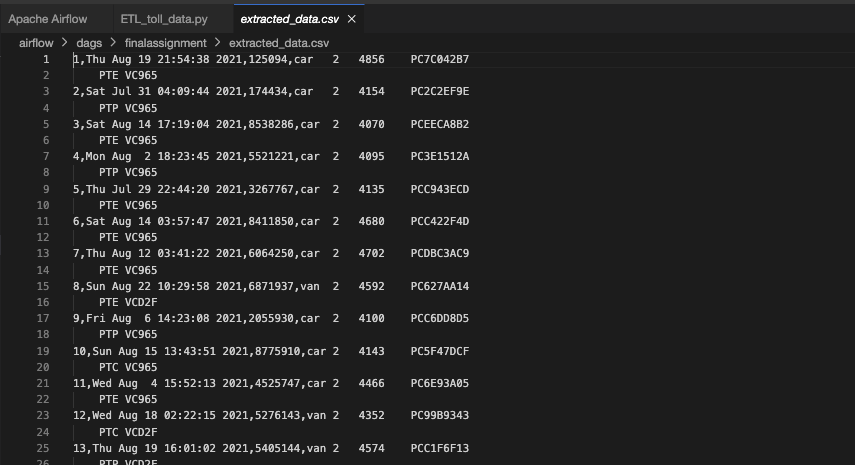 Apache Airflow ETL_toll_data.py extracted_data.csv ×
airflow > dags > finalassignment > extracted_data.csv
1 1,Thu Aug 19 21:54:38 2021,125094,car 2 4856 PC7C042B7
2 PTE VC965
3 2,Sat Jul 31 04:09:44 2021,174434,car 2 4154 PC2C2EF9E
4 PTP VC965
5 3,Sat Aug 14 17:19:04 2021,8538286,car 2 4070 PCEECA8B2
6 PTE VC965
7 4,Mon Aug  2 18:23:45 2021,5521221,car 2 4095 PC3E1512A
8 PTP VC965
9 5,Thu Jul 29 22:44:20 2021,3267767,car 2 4135 PCC943ECD
10 PTE VC965
11 6,Sat Aug 14 03:57:47 2021,8411850,car 2 4680 PCC422F4D
12 PTE VC965
13 7,Thu Aug 12 03:41:22 2021,6064250,car 2 4702 PCDBC3AC9
14 PTE VC965
15 8,Sun Aug 22 10:29:58 2021,6871937,van 2 4592 PC627AA14
16 PTE VCD2F
17 9,Fri Aug  6 14:23:08 2021,2055930,car 2 4100 PCC6DD8D5
18 PTP VC965
19 10,Sun Aug 15 13:43:51 2021,8775910,car 2 4143 PC5F47DCF
20 PTC VC965
21 11,Wed Aug  4 15:52:13 2021,4525747,car 2 4466 PC6E93A05
22 PTE VC965
23 12,Wed Aug 18 02:22:15 2021,5276143,van 2 4352 PC99B9343
24 PTC VCD2F
25 13,Thu Aug 19 16:01:02 2021,5405144,van 2 4574 PCC1F6F13
26 PTP VCD2F